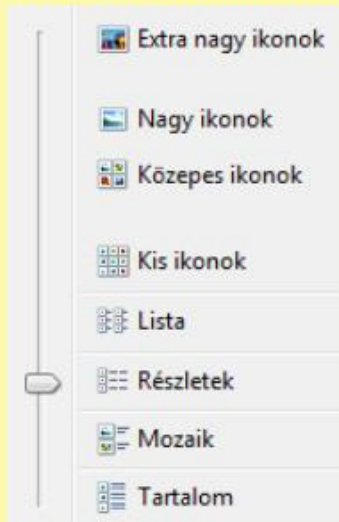 Extra nagy ikonok
Nagy ikonok
Közepes ikonok
Kis ikonok
Lista
Részletek
Mozaik
Tartalom